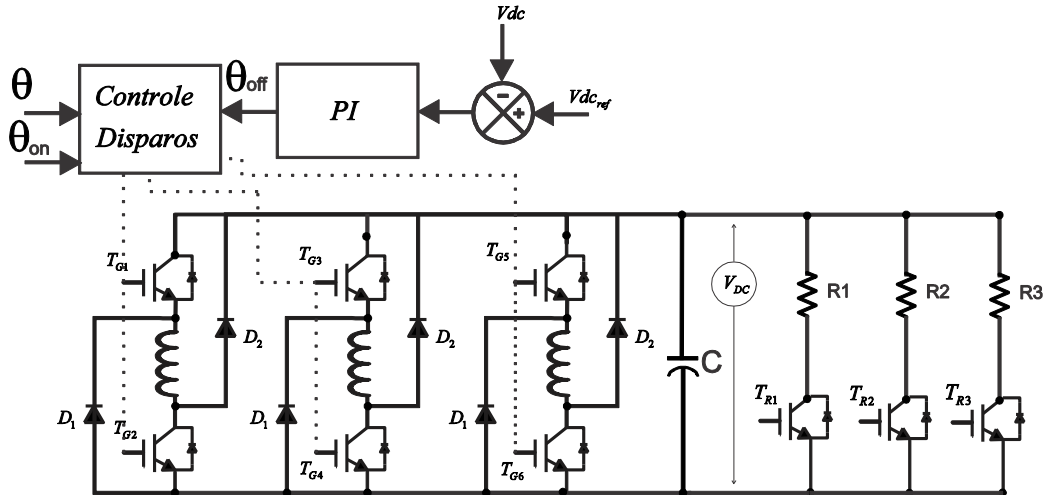 Vdc
θ
Controle
Disparos
θoff
PI
-
+
Vdc_ref
θon
TG1
TG3
TG5
VDC
R1
R2
R3
D2
D2
D2
C
TR1
TR2
TR3
D1
TG2
D1
TG4
D1
TG6